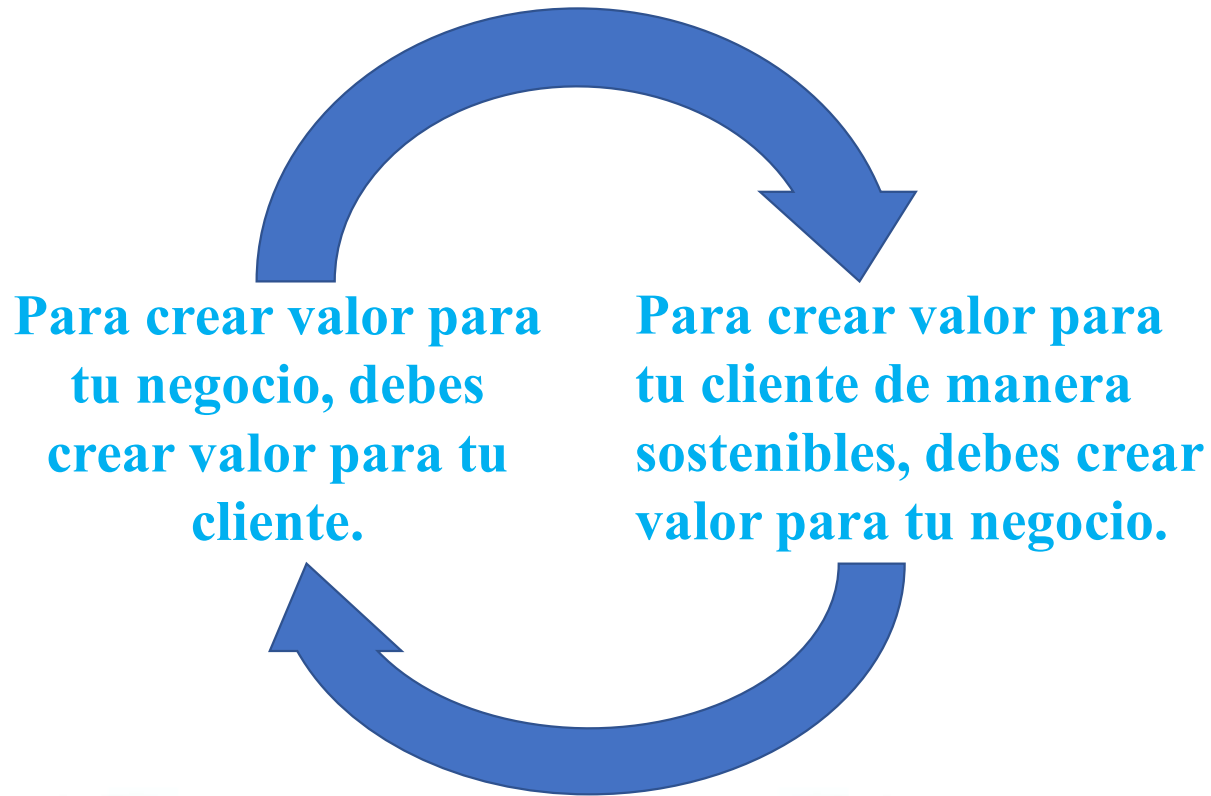 Para crear valor para
tu negocio, debes
crear valor para tu
cliente.
Para crear valor para
tu cliente de manera
sostenibles, debes crear
valor para tu negocio.